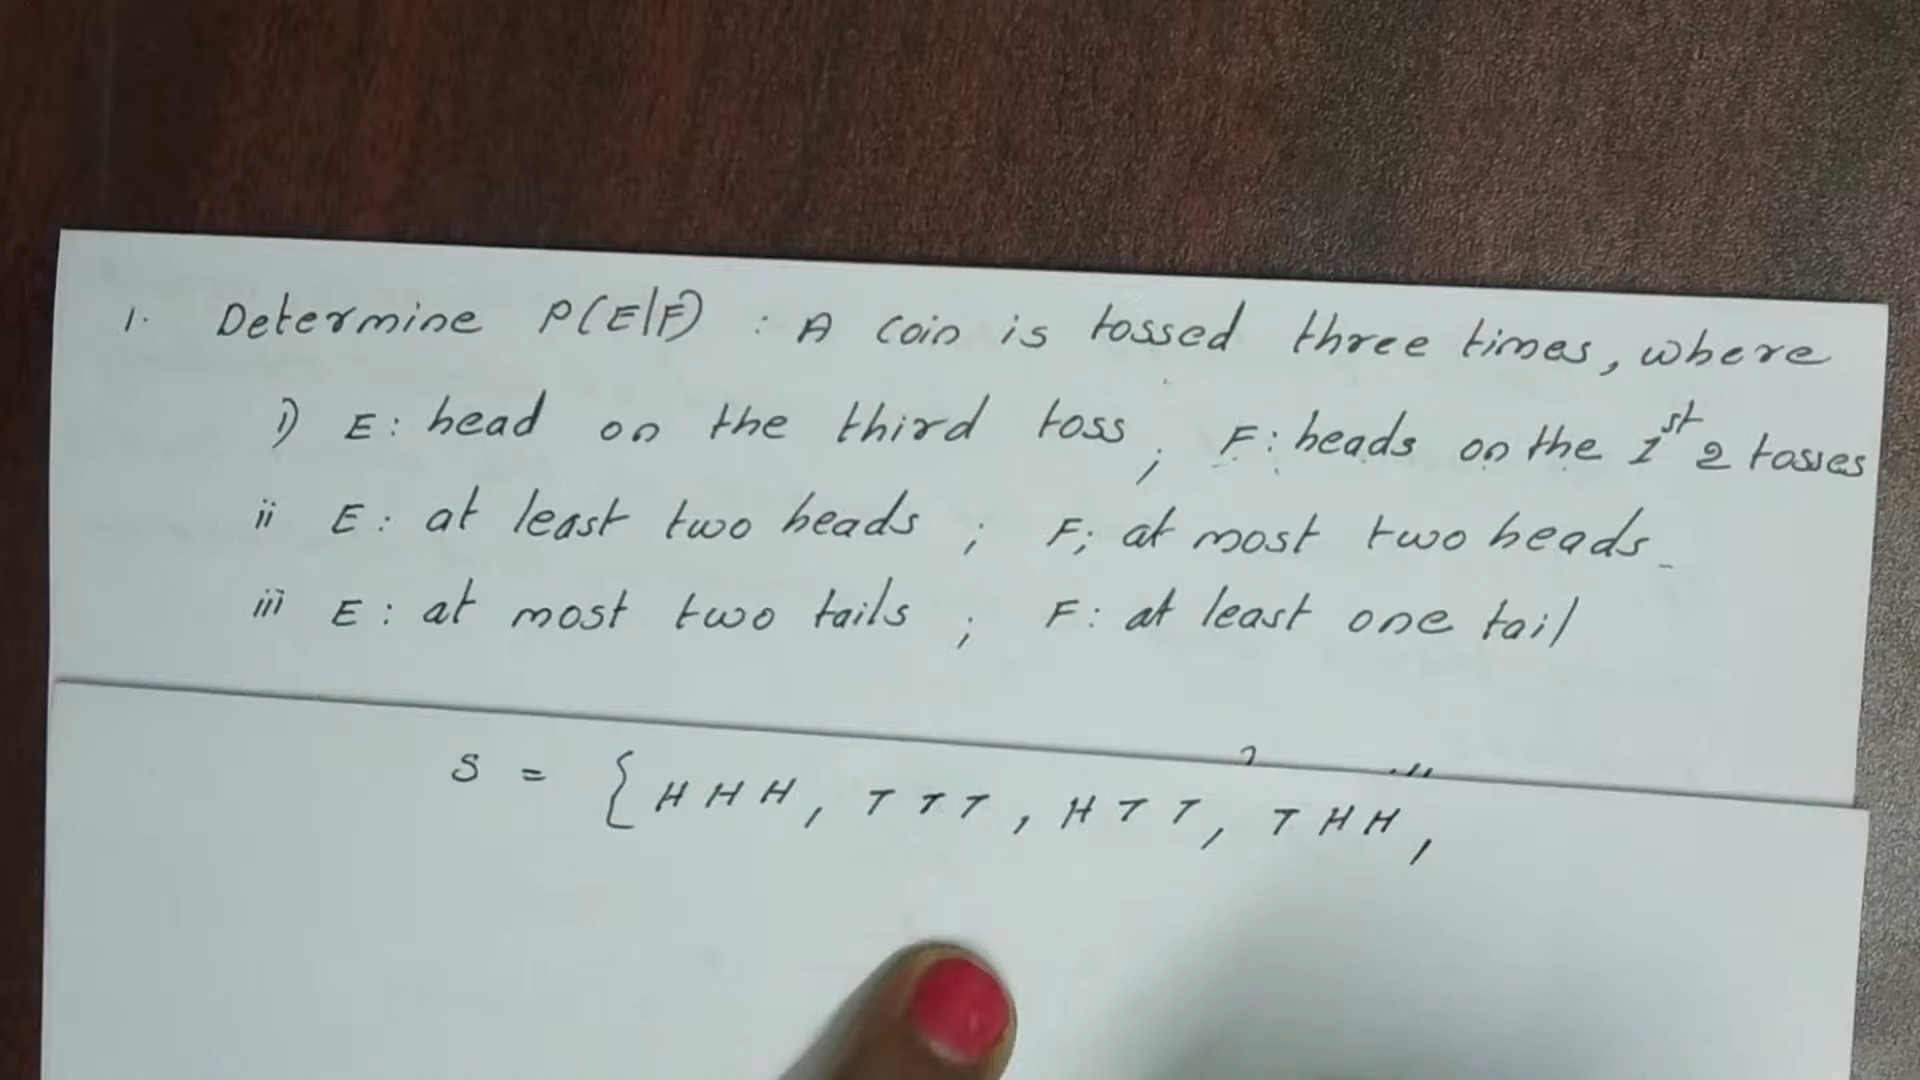 1. Determine P(E|F) : A coin is tossed three times, where
i) E: head on the third toss ; F: heads on the 1st 2 tosses
ii E: at least two heads ; F; at most two heads
iii E: at most two tails ; F: at least one tail
S = { HHH, TTT, HTT, THH,